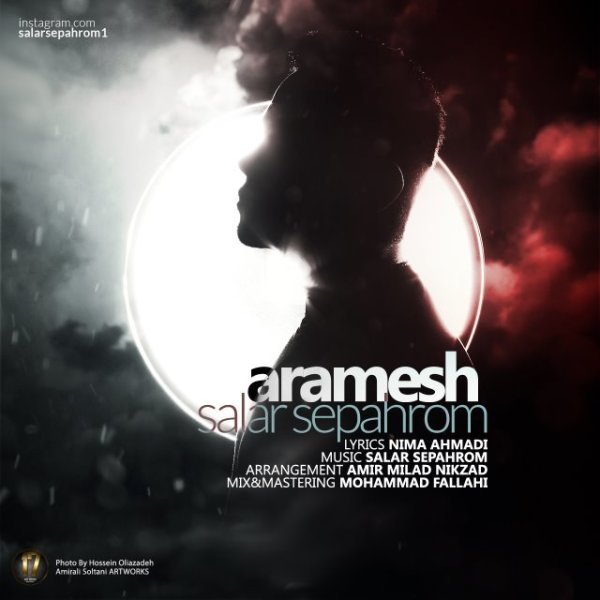 instagram.com
salarsepahrom1
aramesh
salar sepahrom
LYRICS NIMA AHMADI
MUSIC SALAR SEPAHROM
ARRANGEMENT AMIR MILAD NIKZAD
MIX&MASTERING MOHAMMAD FALLAHI
17
Photo By Hossein Oliazadeh
Amirali Soltani ARTWORKS